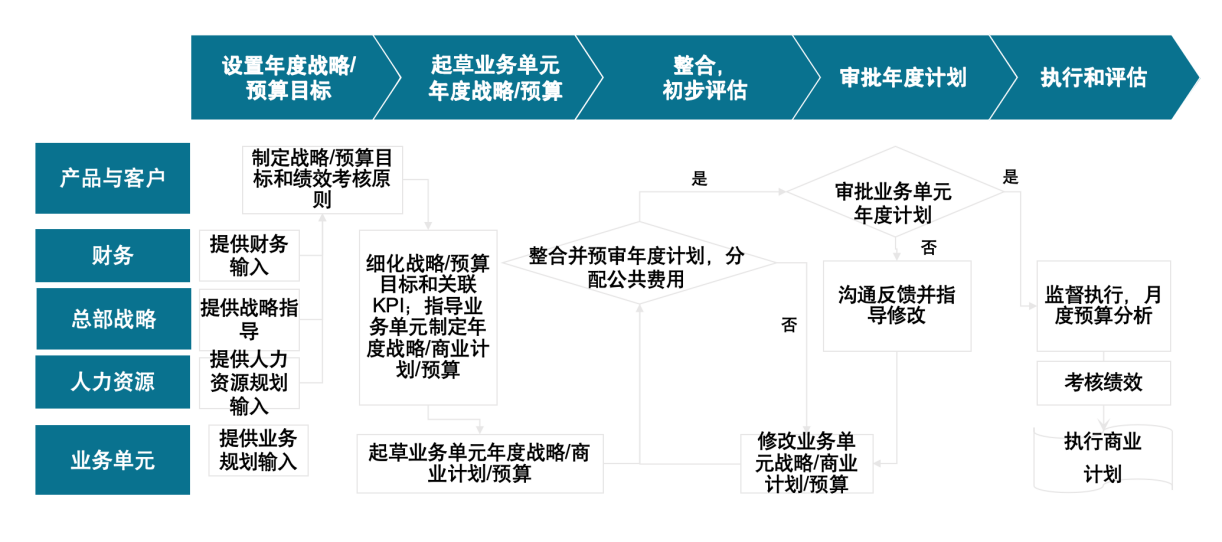 设置年度战略/
预算目标
起草业务单元
年度战略/预算
整合，
初步评估
审批年度计划
执行和评估
产品与客户
制定战略/预算目
标和绩效考核原
则
是
审批业务单元
年度计划
是
财务
提供财务
输入
细化战略/预算
目标和关联
KPI；指导业
务单元制定年
度战略/商业计
划/预算
整合并预审年度计划，分
配公共费用
否
总部战略
提供战略指
导
否
沟通反馈并指
导修改
监督执行，月
度预算分析
人力资源
提供人力
资源规划
输入
考核绩效
业务单元
提供业务
规划输入
起草业务单元年度战略/商
业计划/预算
修改业务单
元战略/商业
计划/预算
执行商业
计划